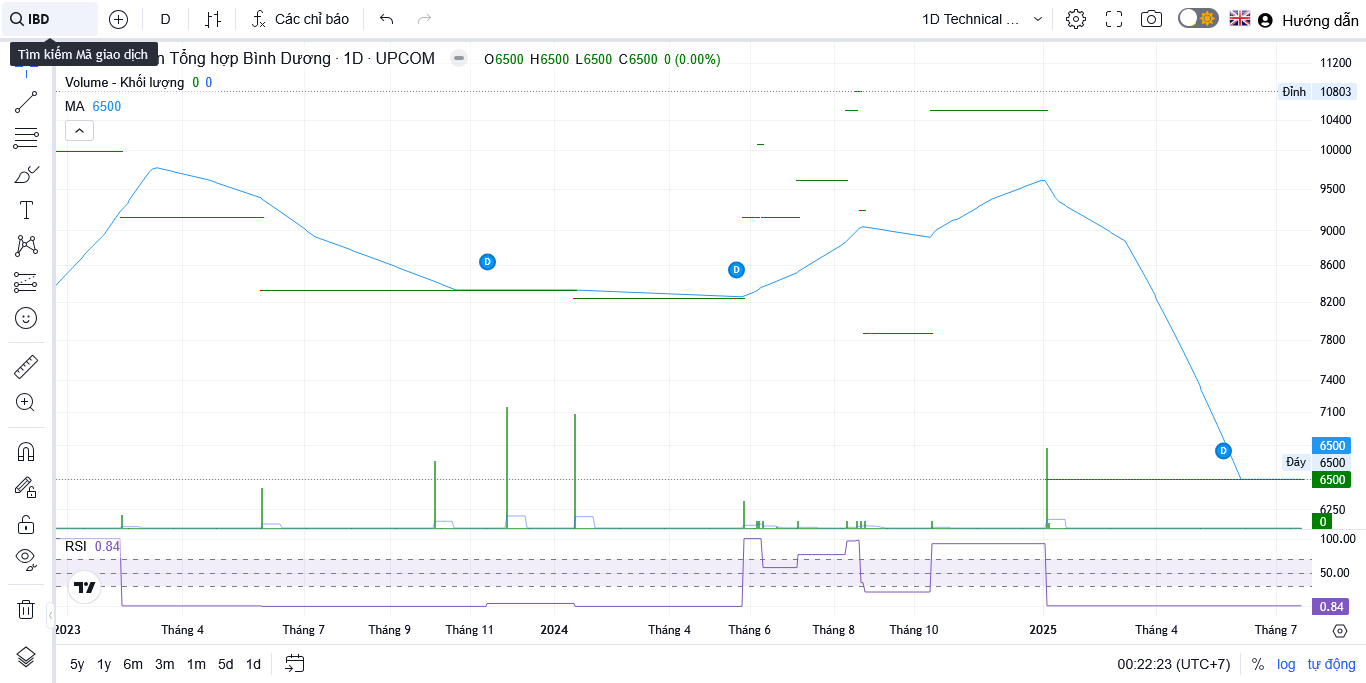 IBD D Các chỉ báo 1D Technical ... Hướng dẫn
Tìm kiếm Mã giao dịch
n Tổng hợp Bình Dương · 1D · UPCOM O6500 H6500 L6500 C6500 0 (0.00%)
Volume - Khối lượng 0 0
MA 6500
11200
Đỉnh 10803
10400
10000
9500
9000
8600
8200
7800
7400
7100
6500
Đáy 6500
6500
6250
0
D
D
D
RSI 0.84
100.00
50.00
0.84
2023 Tháng 4 Tháng 7 Tháng 9 Tháng 11 2024 Tháng 4 Tháng 6 Tháng 8 Tháng 10 2025 Tháng 4 Tháng 7
5y 1y 6m 3m 1m 5d 1d 00:22:23 (UTC+7) % log tự động